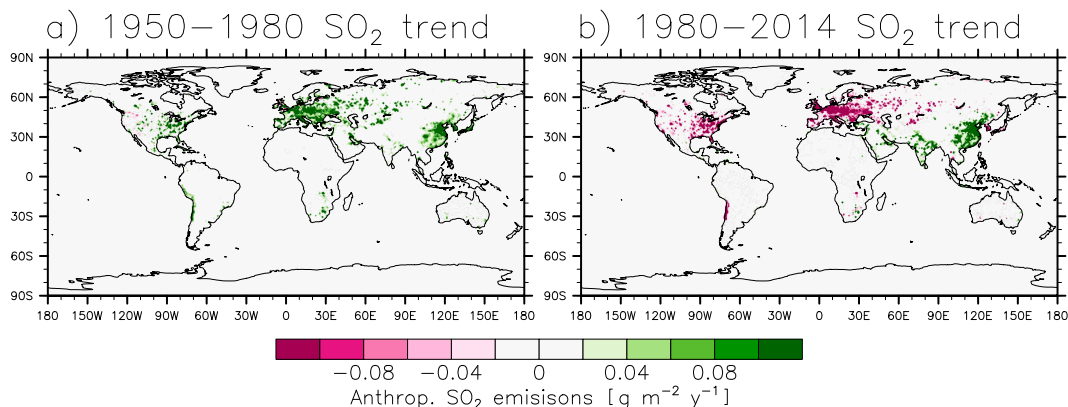 a) 1950−1980 SO₂ trend
b) 1980−2014 SO₂ trend
90N
60N
30N
0
30S
60S
90S
180 150W 120W 90W 60W 30W 0 30E 60E 90E 120E 150E 180
90N
60N
30N
0
30S
60S
90S
180 150W 120W 90W 60W 30W 0 30E 60E 90E 120E 150E 180
−0.08 −0.04 0 0.04 0.08
Anthrop. SO₂ emisisons [g m⁻² y⁻¹]